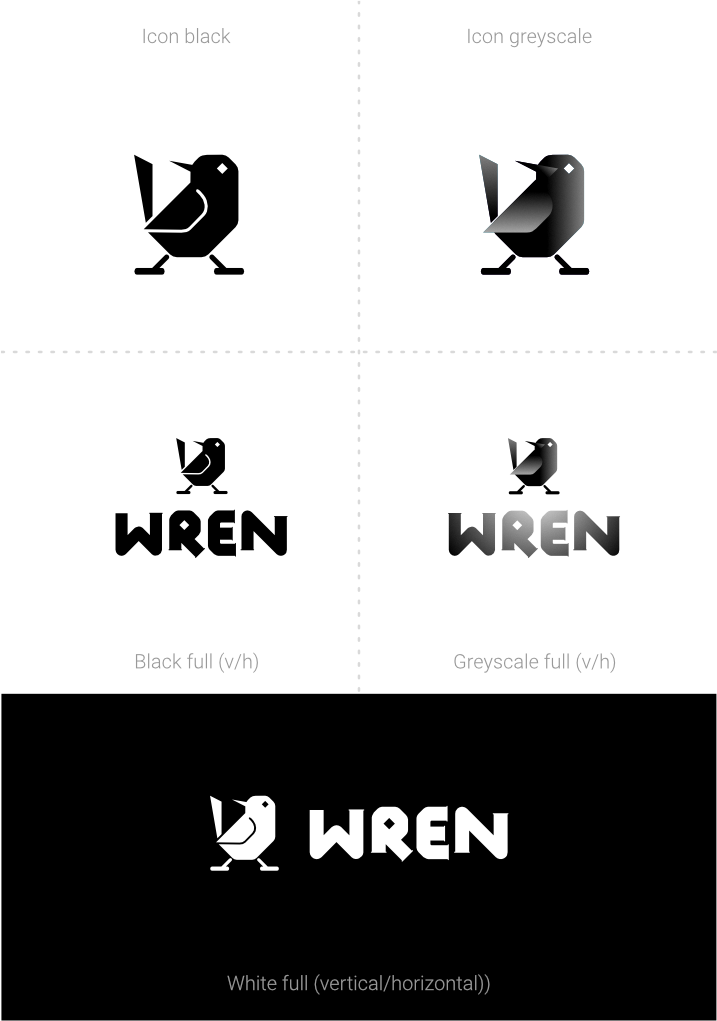 Icon black
Icon greyscale
WREN
WREN
Black full (v/h)
Greyscale full (v/h)
WREN
White full (vertical/horizontal))